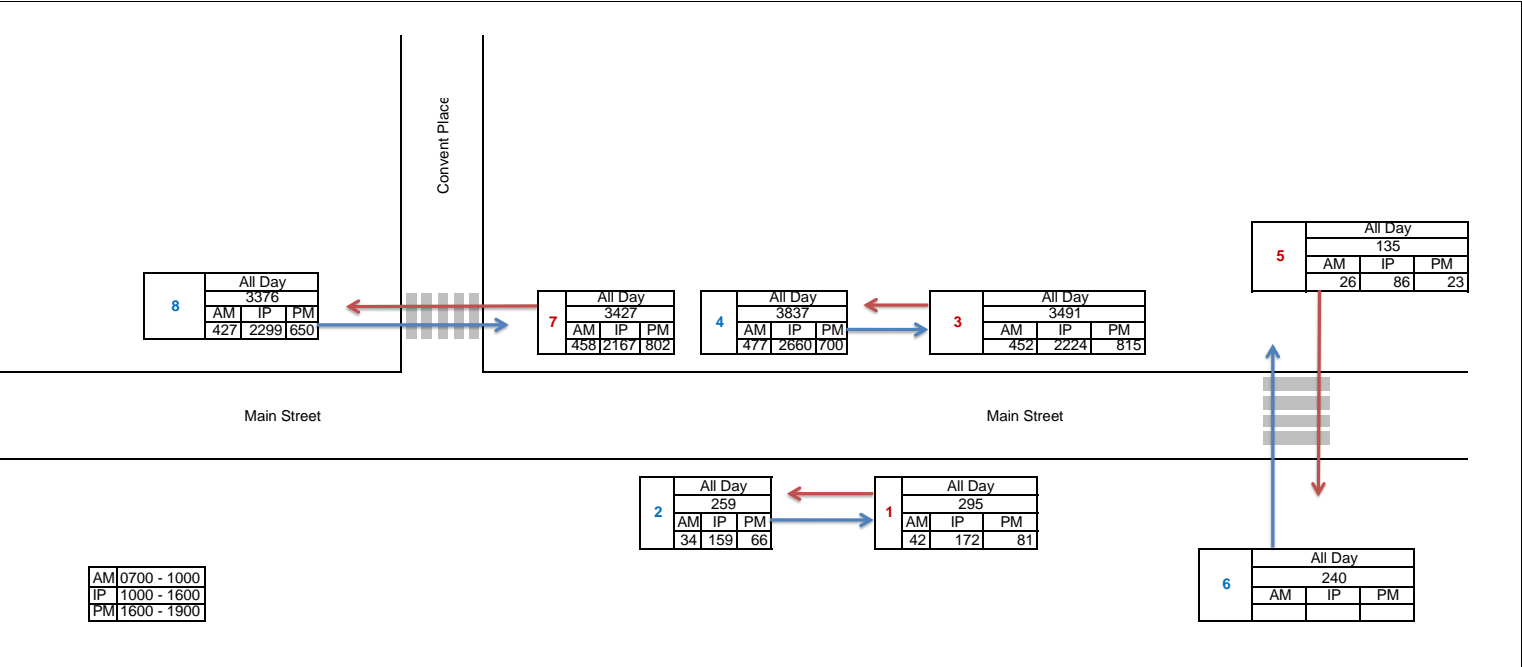 Convent Place
5
All Day
135
AM IP PM
26 86 23
8
All Day
3376
AM IP PM
427 2299 650
7
All Day
3427
AM IP PM
458 2167 802
4
All Day
3837
AM IP PM
477 2660 700
3
All Day
3491
AM IP PM
452 2224 815
Main Street
Main Street
2
All Day
259
AM IP PM
34 159 66
1
All Day
295
AM IP PM
42 172 81
6
All Day
240
AM IP PM
AM 0700 - 1000
IP 1000 - 1600
PM 1600 - 1900